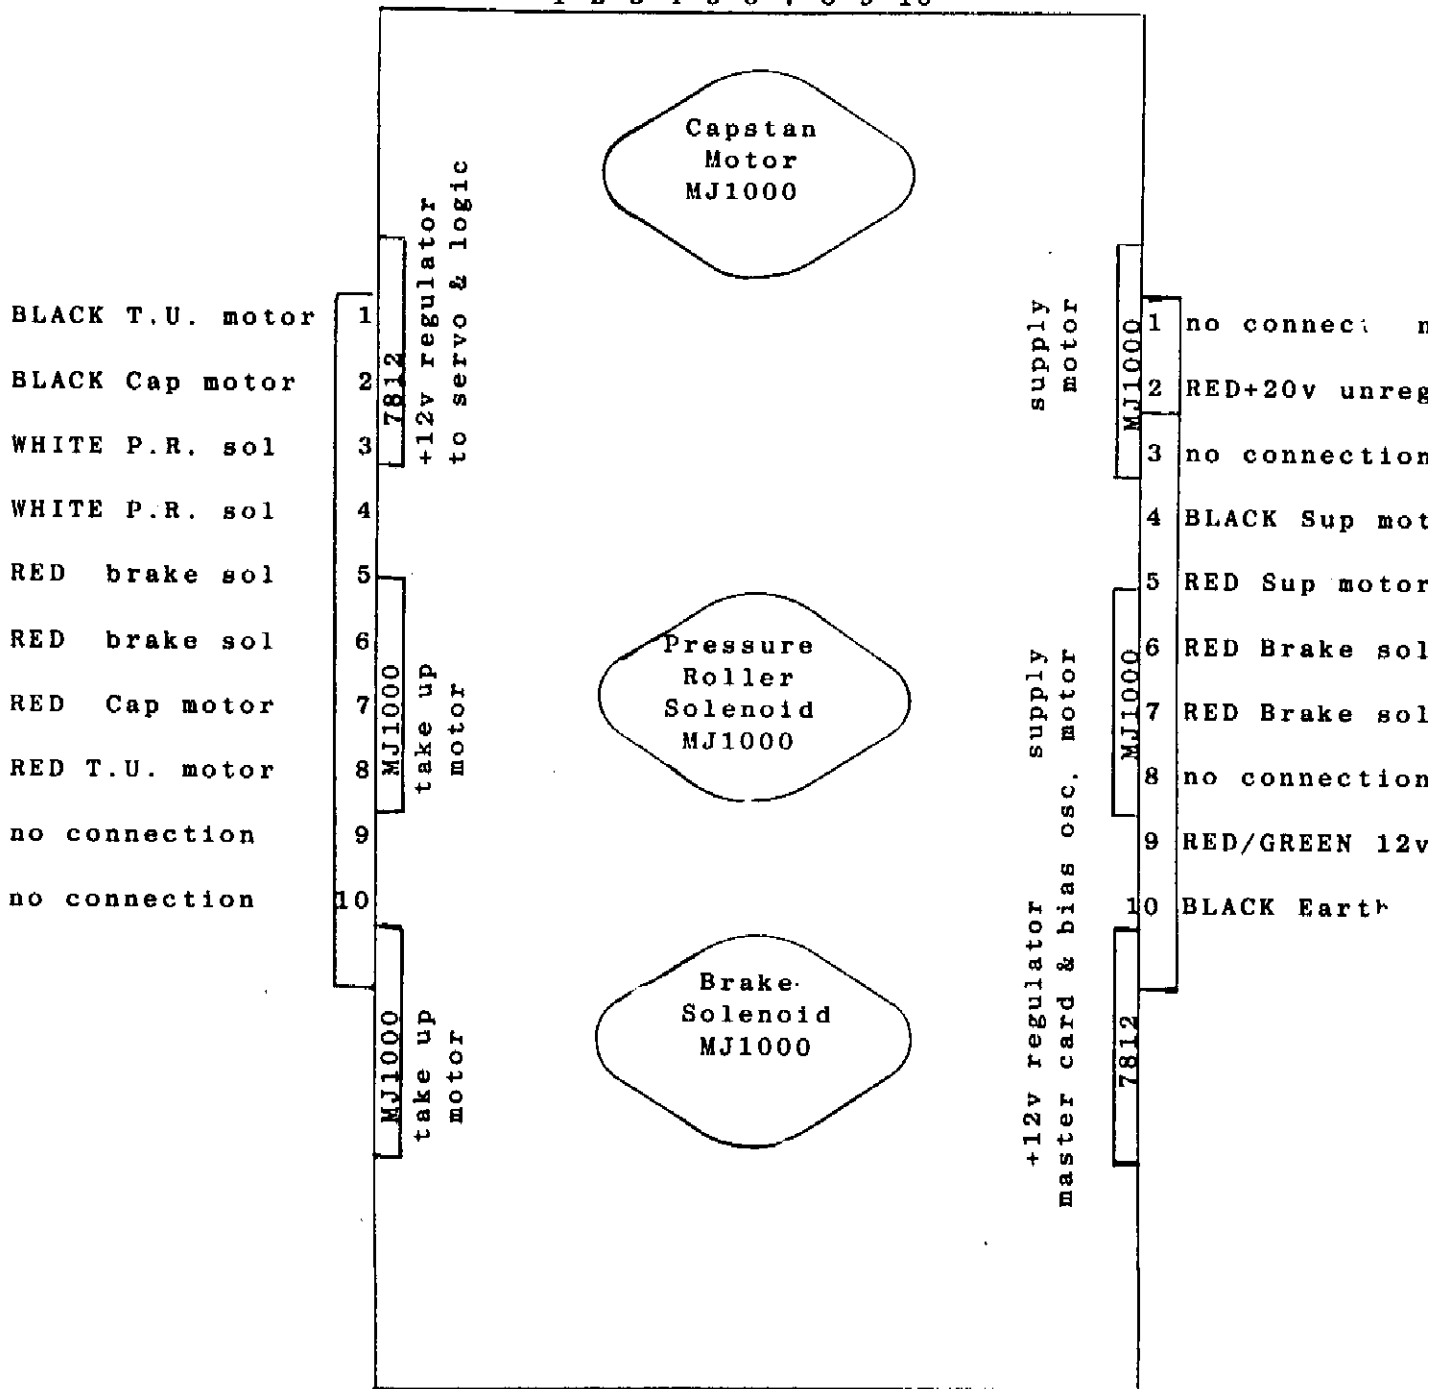 Capstan
Motor
MJ1000
+12v regulator
to servo & logic
7812
supply
motor
MJ1000
BLACK T.U. motor 1
BLACK Cap motor 2
WHITE P.R. sol 3
WHITE P.R. sol 4
RED brake sol 5
RED brake sol 6
RED Cap motor 7
RED T.U. motor 8
no connection 9
no connection 10
1 no
2 RED+20v unreg
3 no connection
4 BLACK Sup mot
5 RED Sup motor
6 RED Brake sol
7 RED Brake sol
8 no connection
9 RED/GREEN 12v
10 BLACK Earth
MJ1000
take up
motor
Pressure
Roller
Solenoid
MJ1000
supply
motor
MJ1000
MJ1000
take up
motor
Brake
Solenoid
MJ1000
+12v regulator
master card & bias osc.
7812